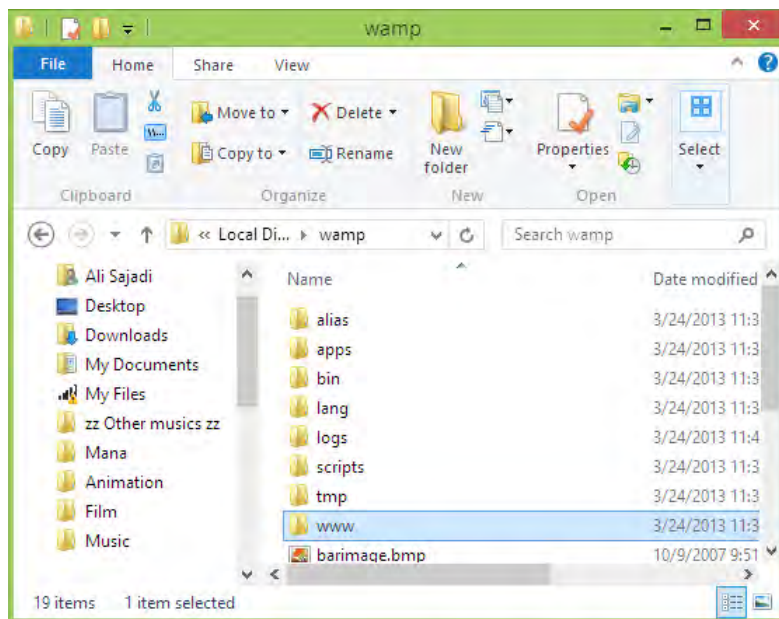 wamp
File Home Share View
Copy Paste Move to Delete New folder Properties Select
Copy to Rename
Clipboard Organize New Open
« Local Di... wamp Search wamp
Ali Sajadi
Desktop
Downloads
My Documents
My Files
zz Other musics zz
Mana
Animation
Film
Music
Name Date modified
alias 3/24/2013 11:3
apps 3/24/2013 11:3
bin 3/24/2013 11:3
lang 3/24/2013 11:3
logs 3/24/2013 11:4
scripts 3/24/2013 11:3
tmp 3/24/2013 11:3
www 3/24/2013 11:3
barimage.bmp 10/9/2007 9:51
19 items 1 item selected